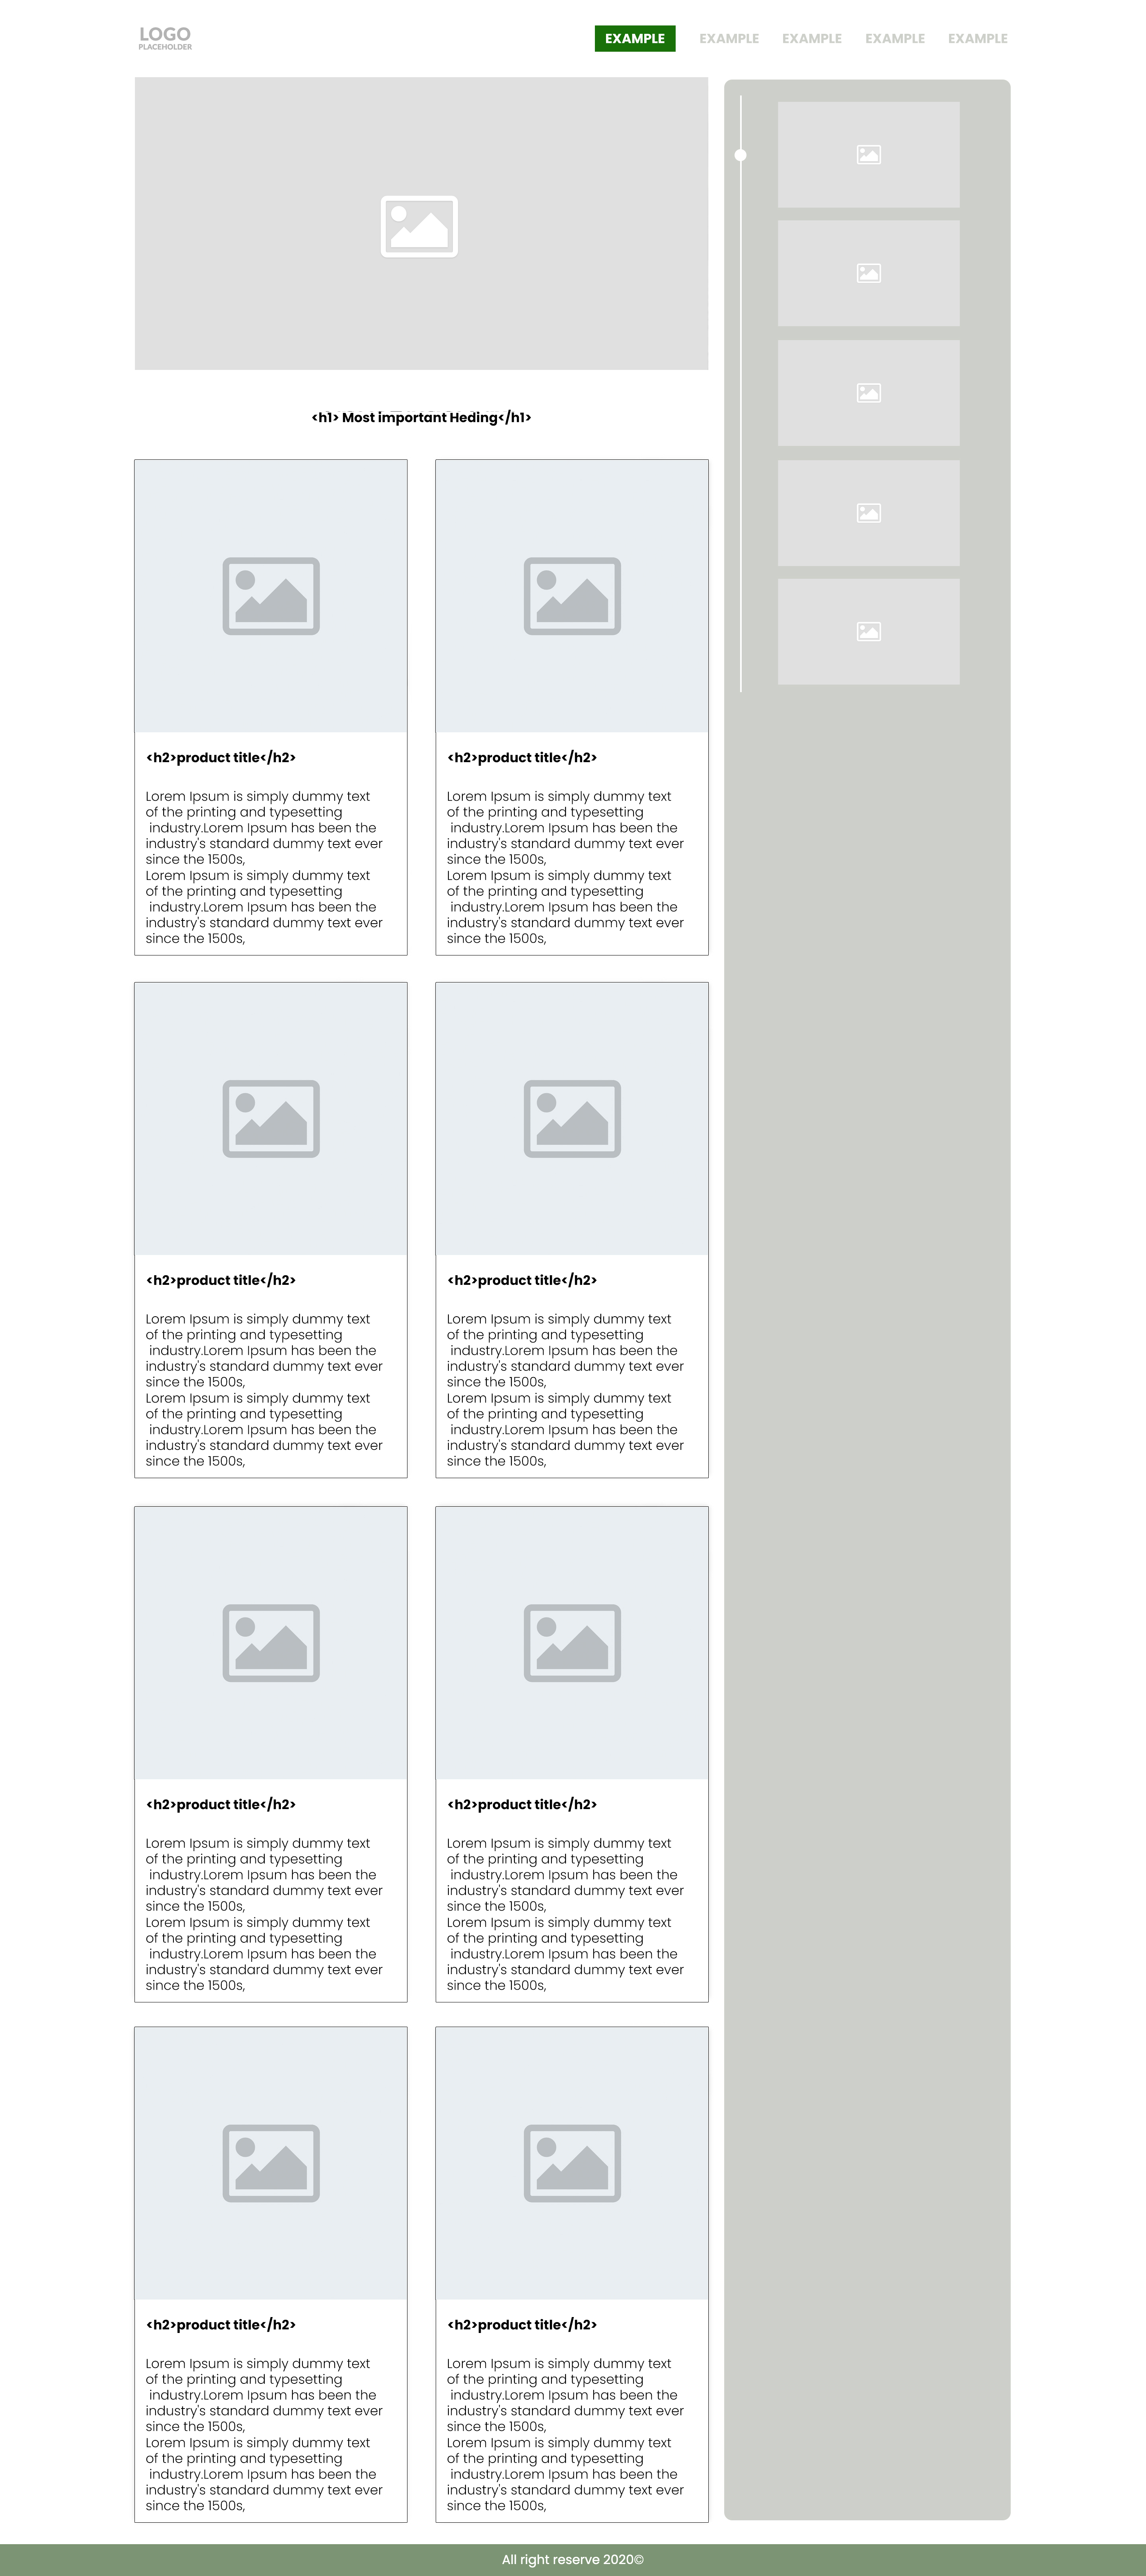 LOGO
PLACEHOLDER
EXAMPLE
EXAMPLE
EXAMPLE
EXAMPLE
EXAMPLE
<h1> Most important Heding</h1>
<h2>product title</h2>
Lorem Ipsum is simply dummy text
of the printing and typesetting
industry.Lorem Ipsum has been the
industry's standard dummy text ever
since the 1500s,
Lorem Ipsum is simply dummy text
of the printing and typesetting
industry.Lorem Ipsum has been the
industry's standard dummy text ever
since the 1500s,
<h2>product title</h2>
Lorem Ipsum is simply dummy text
of the printing and typesetting
industry.Lorem Ipsum has been the
industry's standard dummy text ever
since the 1500s,
Lorem Ipsum is simply dummy text
of the printing and typesetting
industry.Lorem Ipsum has been the
industry's standard dummy text ever
since the 1500s,
<h2>product title</h2>
Lorem Ipsum is simply dummy text
of the printing and typesetting
industry.Lorem Ipsum has been the
industry's standard dummy text ever
since the 1500s,
Lorem Ipsum is simply dummy text
of the printing and typesetting
industry.Lorem Ipsum has been the
industry's standard dummy text ever
since the 1500s,
<h2>product title</h2>
Lorem Ipsum is simply dummy text
of the printing and typesetting
industry.Lorem Ipsum has been the
industry's standard dummy text ever
since the 1500s,
Lorem Ipsum is simply dummy text
of the printing and typesetting
industry.Lorem Ipsum has been the
industry's standard dummy text ever
since the 1500s,
<h2>product title</h2>
Lorem Ipsum is simply dummy text
of the printing and typesetting
industry.Lorem Ipsum has been the
industry's standard dummy text ever
since the 1500s,
Lorem Ipsum is simply dummy text
of the printing and typesetting
industry.Lorem Ipsum has been the
industry's standard dummy text ever
since the 1500s,
<h2>product title</h2>
Lorem Ipsum is simply dummy text
of the printing and typesetting
industry.Lorem Ipsum has been the
industry's standard dummy text ever
since the 1500s,
Lorem Ipsum is simply dummy text
of the printing and typesetting
industry.Lorem Ipsum has been the
industry's standard dummy text ever
since the 1500s,
<h2>product title</h2>
Lorem Ipsum is simply dummy text
of the printing and typesetting
industry.Lorem Ipsum has been the
industry's standard dummy text ever
since the 1500s,
Lorem Ipsum is simply dummy text
of the printing and typesetting
industry.Lorem Ipsum has been the
industry's standard dummy text ever
since the 1500s,
<h2>product title</h2>
Lorem Ipsum is simply dummy text
of the printing and typesetting
industry.Lorem Ipsum has been the
industry's standard dummy text ever
since the 1500s,
Lorem Ipsum is simply dummy text
of the printing and typesetting
industry.Lorem Ipsum has been the
industry's standard dummy text ever
since the 1500s,
All right reserve 2020©